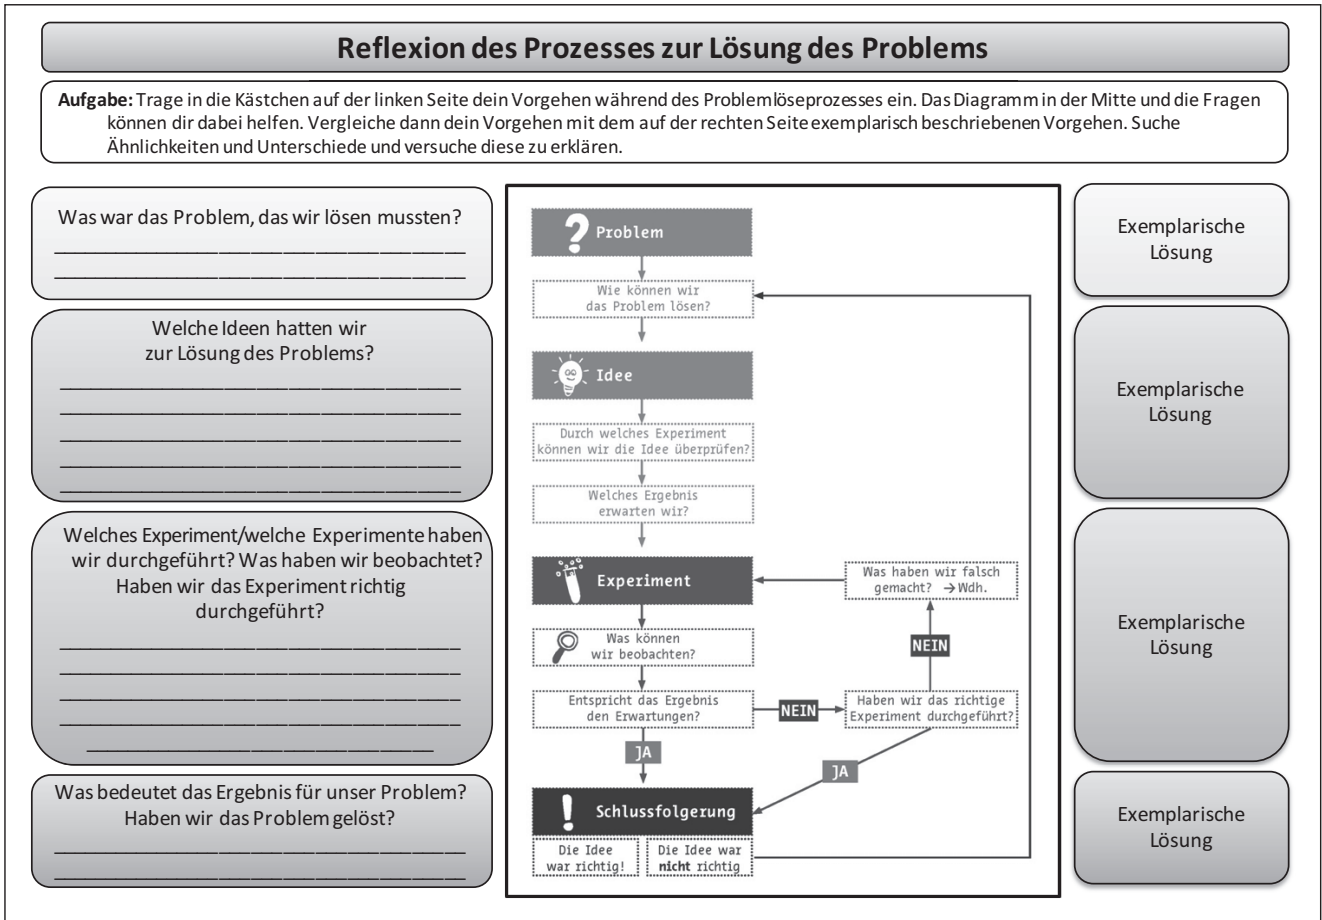 Reflexion des Prozesses zur Lösung des Problems
Aufgabe: Trage in die Kästchen auf der linken Seite dein Vorgehen während des Problemlöseprozesses ein. Das Diagramm in der Mitte und die Fragen
können dir dabei helfen. Vergleiche dann dein Vorgehen mit dem auf der rechten Seite exemplarisch beschriebenen Vorgehen. Suche
Ähnlichkeiten und Unterschiede und versuche diese zu erklären.
Was war das Problem, das wir lösen mussten?
Welche Ideen hatten wir
zur Lösung des Problems?
Welches Experiment/welche Experimente haben
wir durchgeführt? Was haben wir beobachtet?
Haben wir das Experiment richtig
durchgeführt?
Was bedeutet das Ergebnis für unser Problem?
Haben wir das Problem gelöst?
Problem
Wie können wir
das Problem lösen?
Idee
Durch welches Experiment
können wir die Idee überprüfen?
Welches Ergebnis
erwarten wir?
Experiment
Was können
wir beobachten?
Entspricht das Ergebnis
den Erwartungen?
NEIN
Haben wir das richtige
Experiment durchgeführt?
NEIN
Was haben wir falsch
gemacht? → Wdh.
JA
JA
Schlussfolgerung
Die Idee
war richtig!
Die Idee war
nicht richtig
Exemplarische
Lösung
Exemplarische
Lösung
Exemplarische
Lösung
Exemplarische
Lösung